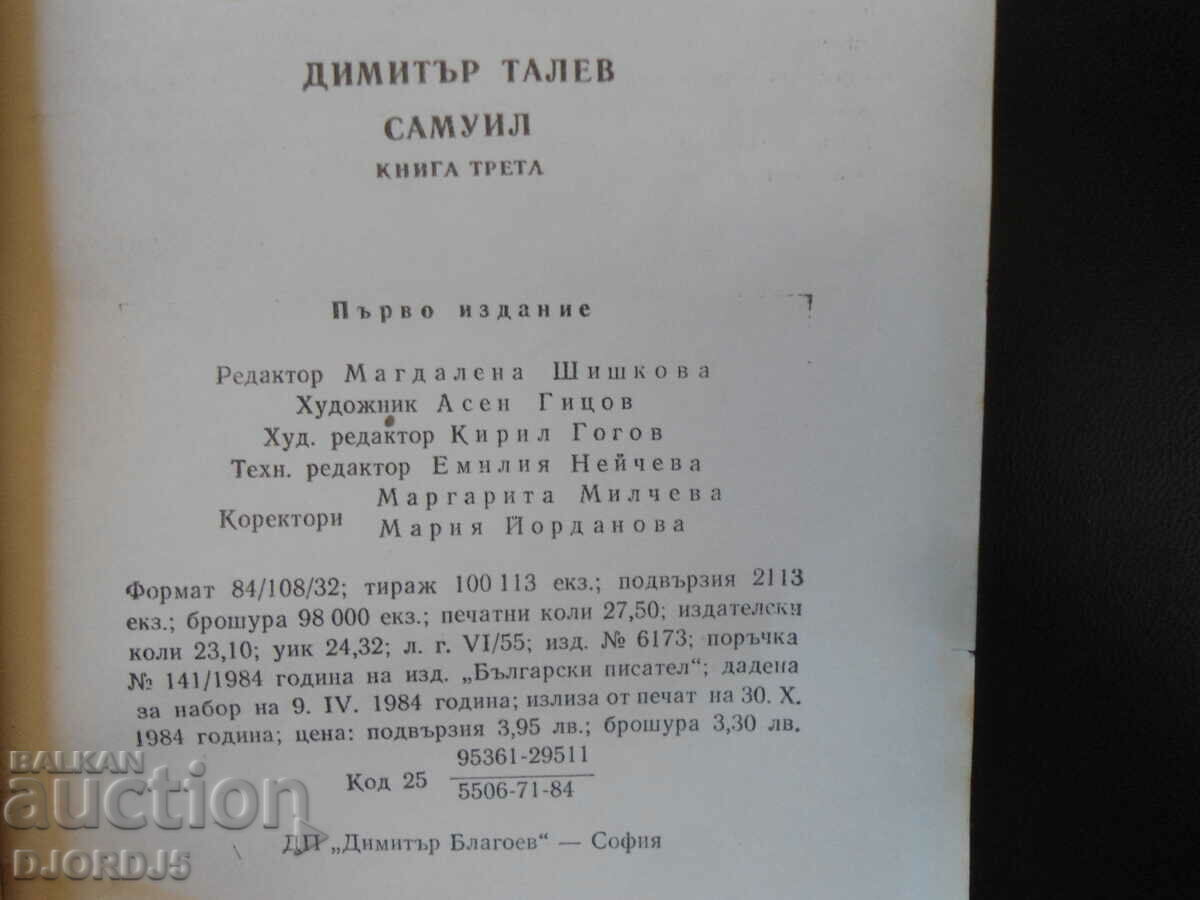 ДИМИТЪР ТАЛЕВ
САМУИЛ
КНИГА ТРЕТА
Първо издание
Редактор Магдалена Шишкова
Художник Асен Гицов
Худ. редактор Кирил Гогов
Техн. редактор Емилия Нейчева
Коректори Маргарита Милчева
Мария Йорданова
Формат 84/108/32; тираж 100 113 екз.; подвързия 2113
екз.; брошура 98 000 екз.; печатни коли 27,50; издателски
коли 23,10; уик 24,32; л. г. VI/55; изд. № 6173; поръчка
№ 141/1984 година на изд. „Български писател“; дадена
за набор на 9. IV. 1984 година; излиза от печат на 30. X.
1984 година; цена: подвързия 3,95 лв.; брошура 3,30 лв.
95361-29511
Код 25
5506-71-84
ДП „Димитър Благоев“ — София
BALKAN
auction
DJORDJ5